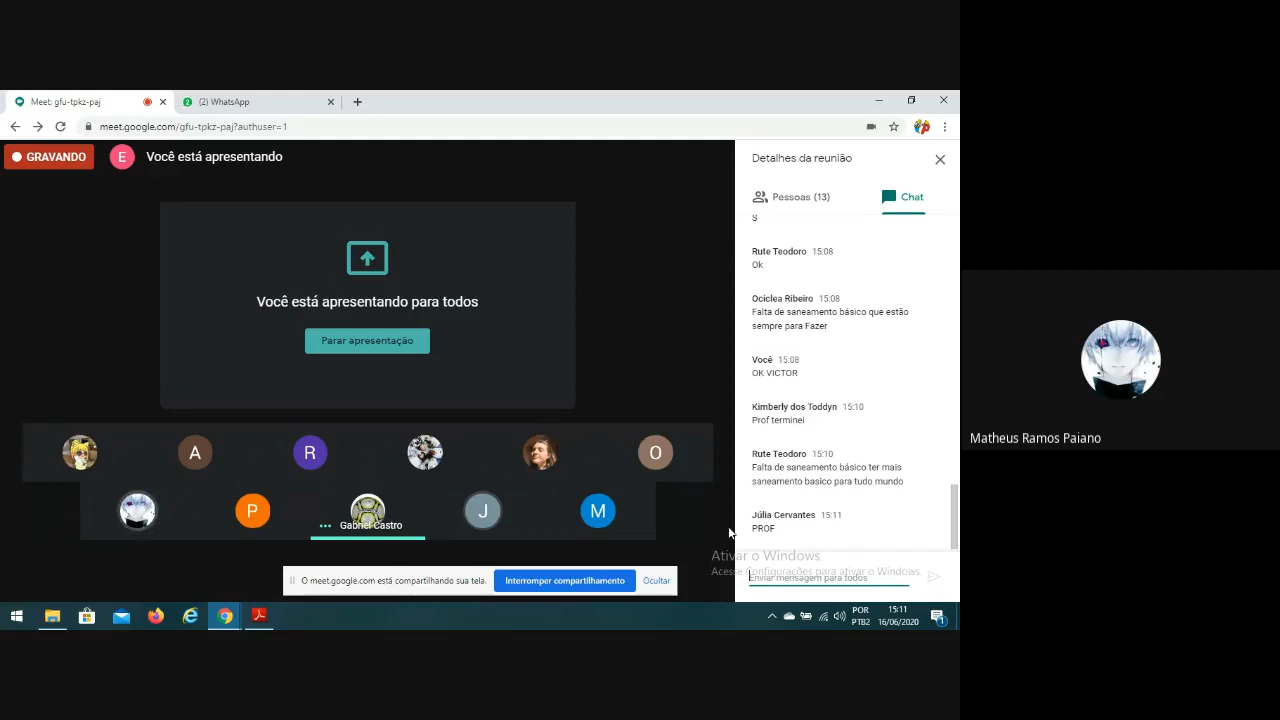 Meet: gfu-tpkz-paj
(2) WhatsApp
meet.google.com/gfu-tpkz-paj?authuser=1
GRAVANDO
E
Você está apresentando
Você está apresentando para todos
Parar apresentação
A
R
O
P
Gabriel Castro
J
M
O meet.google.com está compartilhando sua tela.
Interromper compartilhamento
Ocultar
Detalhes da reunião
Pessoas (13)
Chat
S
Rute Teodoro 15:08
Ok
Ociclea Ribeiro 15:08
Falta de saneamento básico que estão
sempre para Fazer
Você 15:08
OK VICTOR
Kimberly dos Toddyn 15:10
Prof terminei
Rute Teodoro 15:10
Falta de saneamento básico ter mais
saneamento basico para tudo mundo
Júlia Cervantes 15:11
PROF
Ativar o Windows
Acesse Configurações para ativar o Windows.
Enviar mensagem para todos
POR
PTB2
15:11
16/06/2020
1
Matheus Ramos Paiano